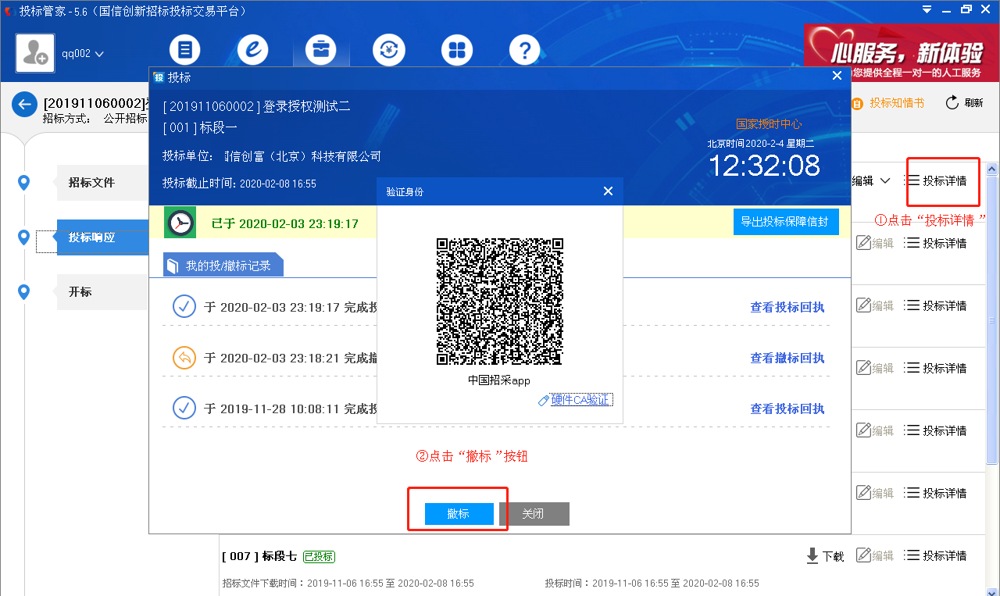 投标管家 - 5.6（国信创新招标投标交易平台）
qq002
心服务，新体验
您提供全程一对一的人工服务
[201911060002]
招标方式： 公开招标
投标知情书
刷新
招标文件
投标响应
开标
投标
[ 201911060002 ] 登录授权测试二
[ 001 ] 标段一
投标单位： 信创富（北京）科技有限公司
投标截止时间: 2020-02-08 16:55
国家授时中心
北京时间 2020-2-4 星期二
12:32:08
已于 2020-02-03 23:19:17
导出投标保障信封
我的投/撤标记录
于 2020-02-03 23:19:17 完成投
查看投标回执
于 2020-02-03 23:18:21 完成撤
查看撤标回执
于 2019-11-28 10:08:11 完成投
查看投标回执
验证身份
中国招采app
硬件CA验证
②点击“撤标 ”按钮
撤标
关闭
编辑 投标详情
①点击“投标详情 ”
编辑 投标详情
编辑 投标详情
编辑 投标详情
编辑 投标详情
编辑 投标详情
[ 007 ] 标段七 已投标
下载 编辑 投标详情
招标文件下载时间：2019-11-06 16:55 至 2020-02-08 16:55
投标时间：2019-11-06 16:55 至 2020-02-08 16:55